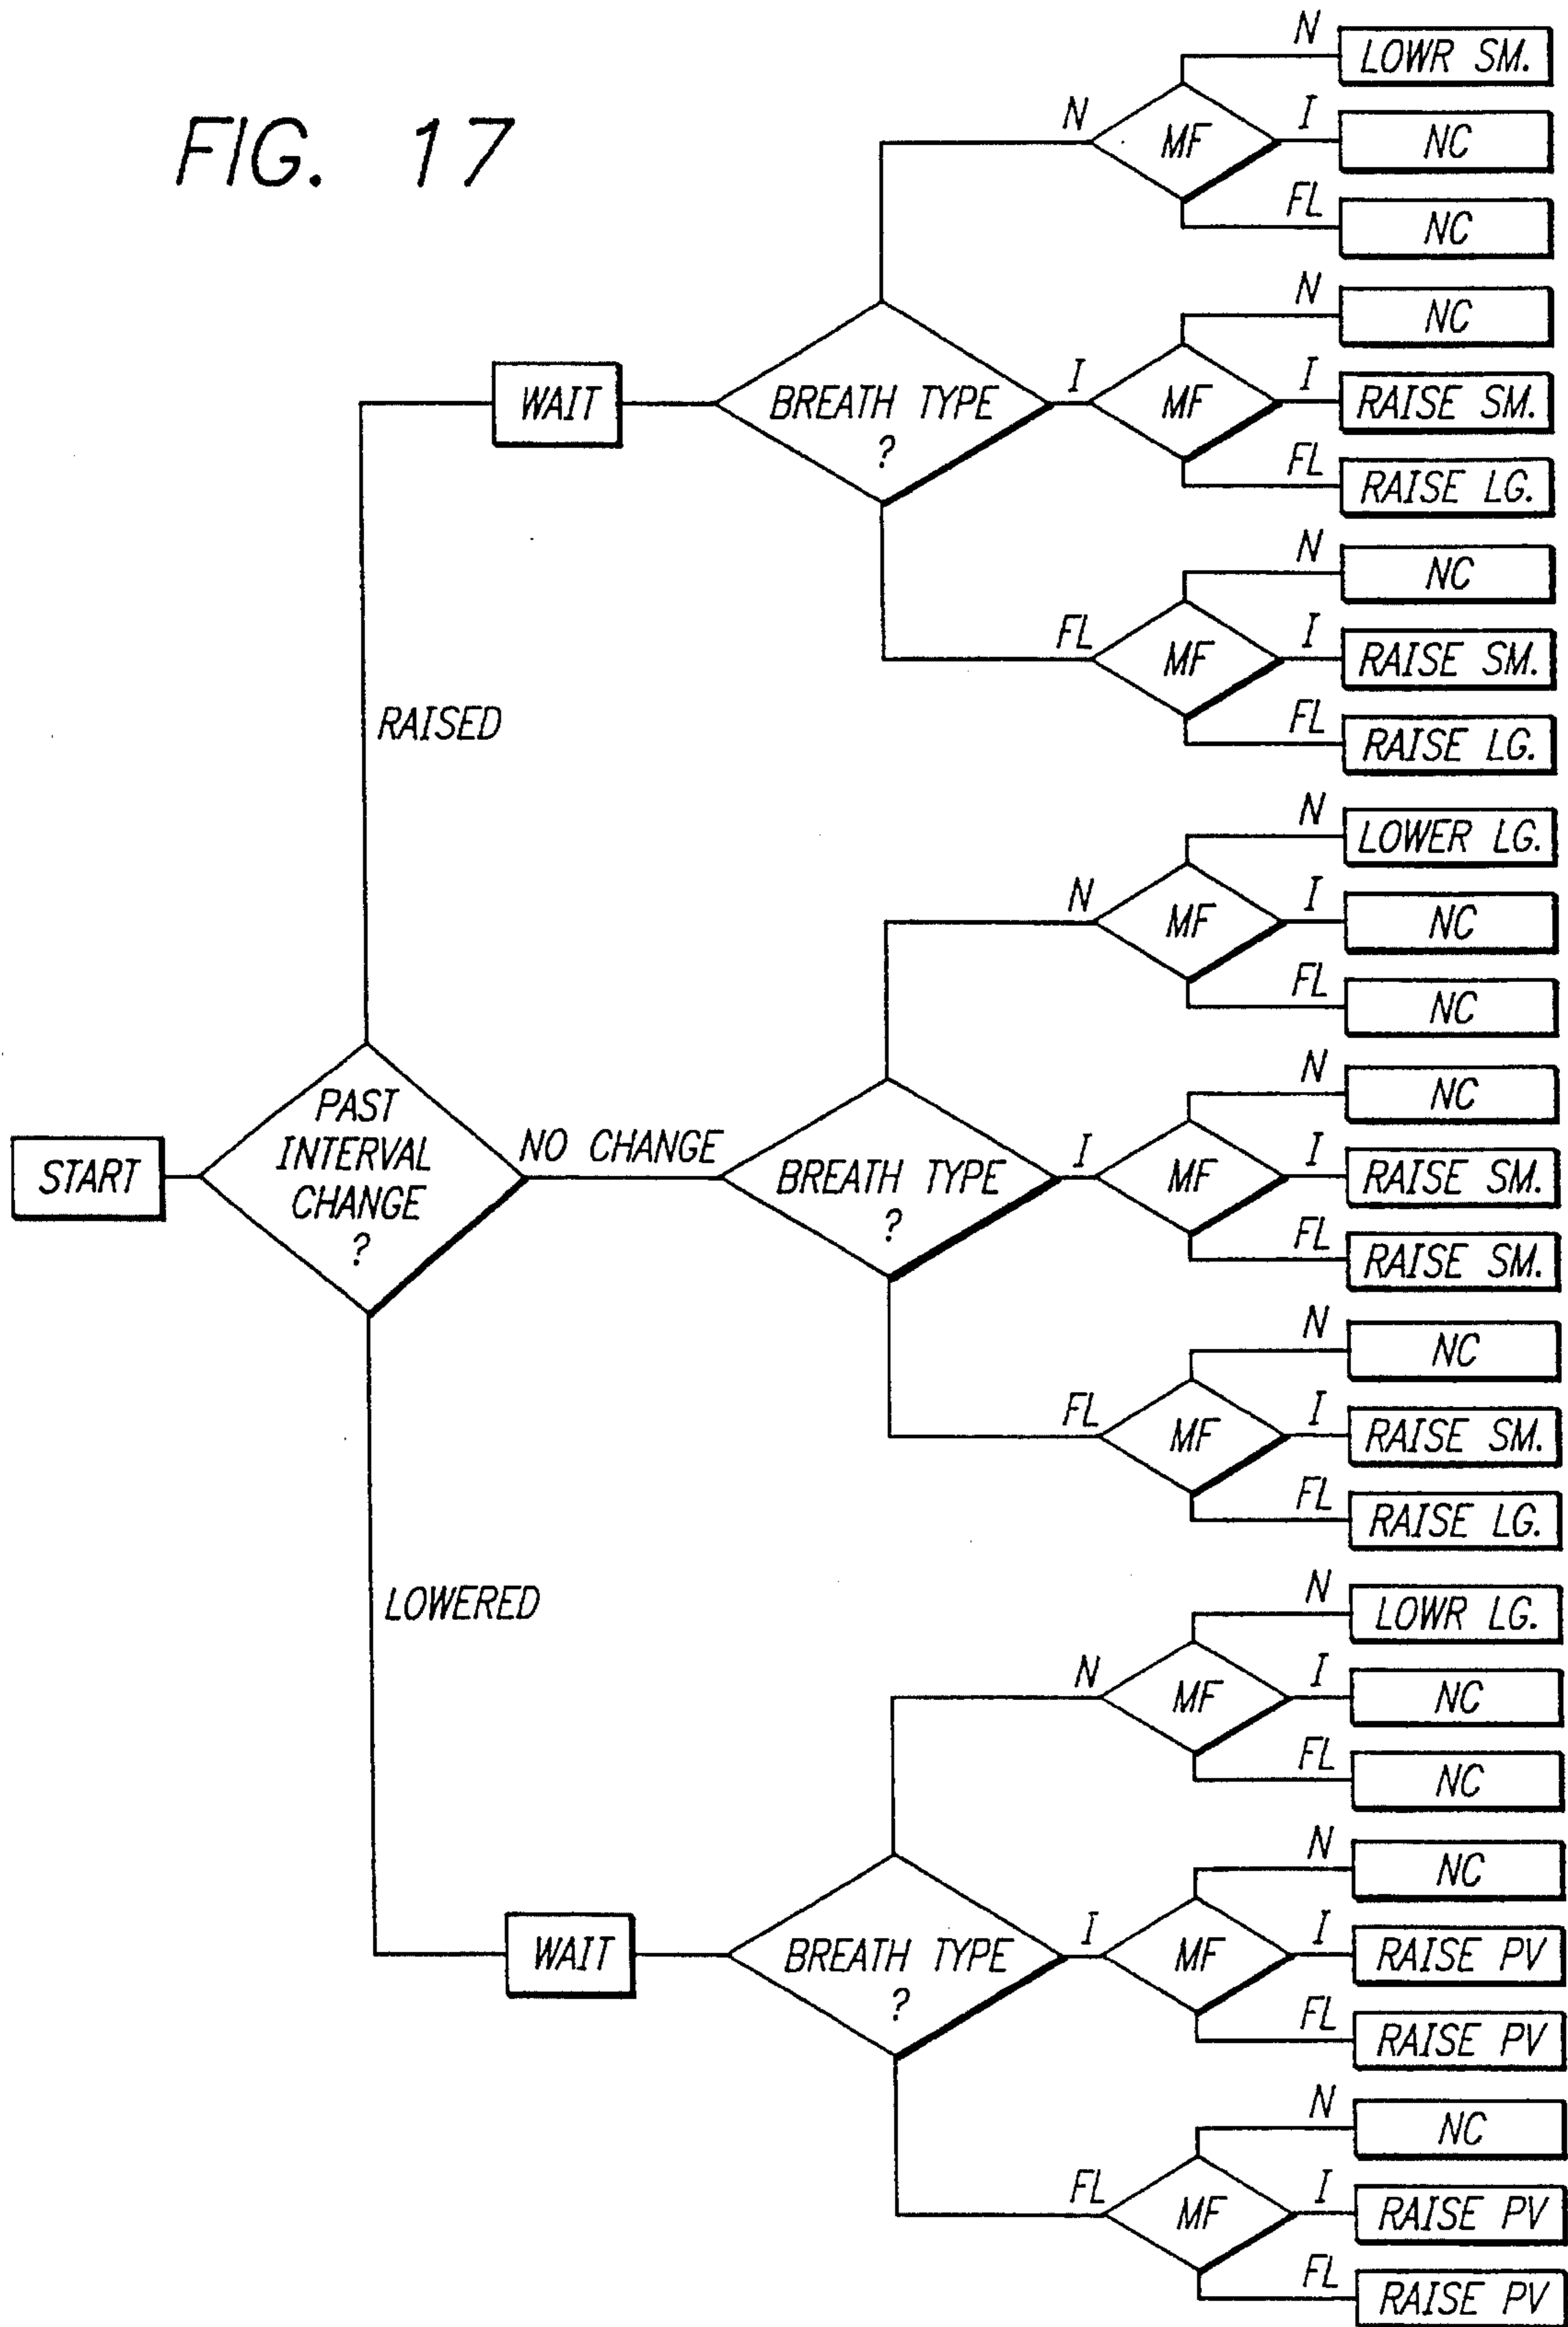 FIG. 17
N
LOWR SM.
N
MF
I
NC
FL
NC
N
NC
WAIT
BREATH TYPE
?
I
MF
I
RAISE SM.
FL
RAISE LG.
N
NC
FL
MF
I
RAISE SM.
FL
RAISE LG.
RAISED
N
LOWER LG.
N
MF
I
NC
FL
NC
N
NC
START
PAST
INTERVAL
CHANGE
?
NO CHANGE
BREATH TYPE
?
I
MF
I
RAISE SM.
FL
RAISE SM.
N
NC
FL
MF
I
RAISE SM.
FL
RAISE LG.
LOWERED
N
LOWR LG.
N
MF
I
NC
FL
NC
N
NC
WAIT
BREATH TYPE
?
I
MF
I
RAISE PV
FL
RAISE PV
N
NC
FL
MF
I
RAISE PV
FL
RAISE PV